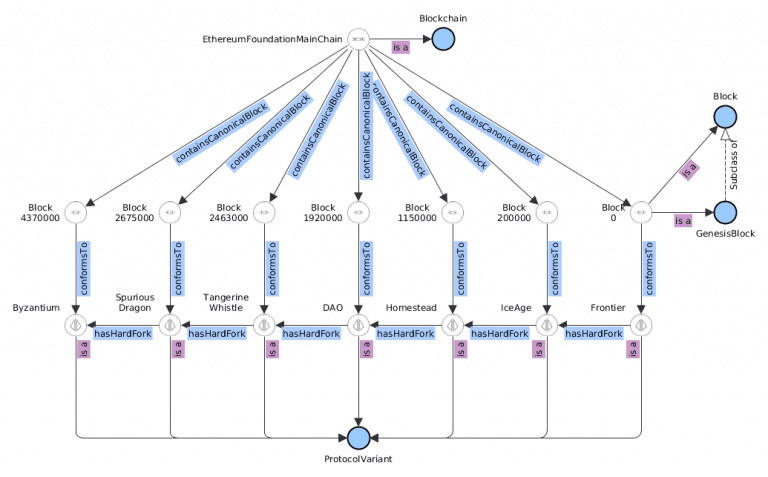 Blockchain
EthereumFoundationMainChain
is a
containsCanonicalBlock
containsCanonicalBlock
containsCanonicalBlock
containsCanonicalBlock
containsCanonicalBlock
containsCanonicalBlock
containsCanonicalBlock
Block
is a
Subclass of
Block
4370000
Block
2675000
Block
2463000
Block
1920000
Block
1150000
Block
200000
Block
0
is a
GenesisBlock
conformsTo
conformsTo
conformsTo
conformsTo
conformsTo
conformsTo
conformsTo
Byzantium
Spurious
Dragon
Tangerine
Whistle
DAO
Homestead
IceAge
Frontier
hasHardFork
hasHardFork
hasHardFork
hasHardFork
hasHardFork
hasHardFork
is a
is a
is a
is a
is a
is a
is a
ProtocolVariant